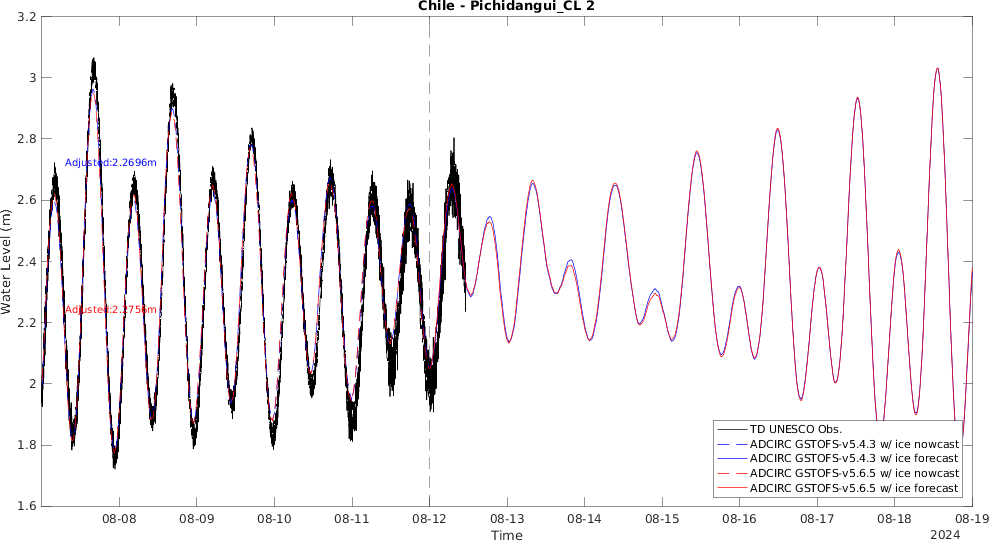 Chile - Pichidangui_CL 2
3.2
3
2.8
2.6
2.4
2.2
2
1.8
1.6
Water Level (m)
Adjusted:2.2696m
Adjusted:2.2756m
TD UNESCO Obs.
ADCIRC GSTOFS-v5.4.3 w/ ice nowcast
ADCIRC GSTOFS-v5.4.3 w/ ice forecast
ADCIRC GSTOFS-v5.6.5 w/ ice nowcast
ADCIRC GSTOFS-v5.6.5 w/ ice forecast
08-08 08-09 08-10 08-11 08-12 08-13 08-14 08-15 08-16 08-17 08-18 08-19
Time
2024